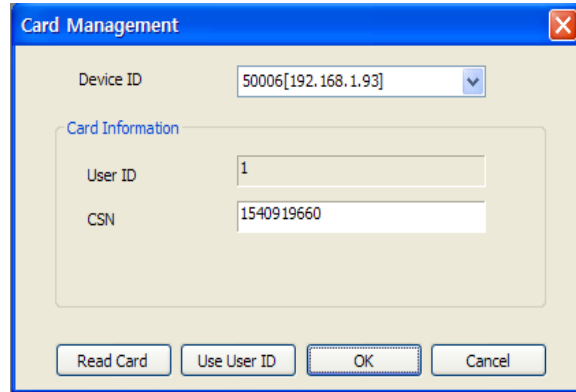 Card Management
Device ID
50006[192.168.1.93]
Card Information
User ID
1
CSN
1540919660
Read Card
Use User ID
OK
Cancel